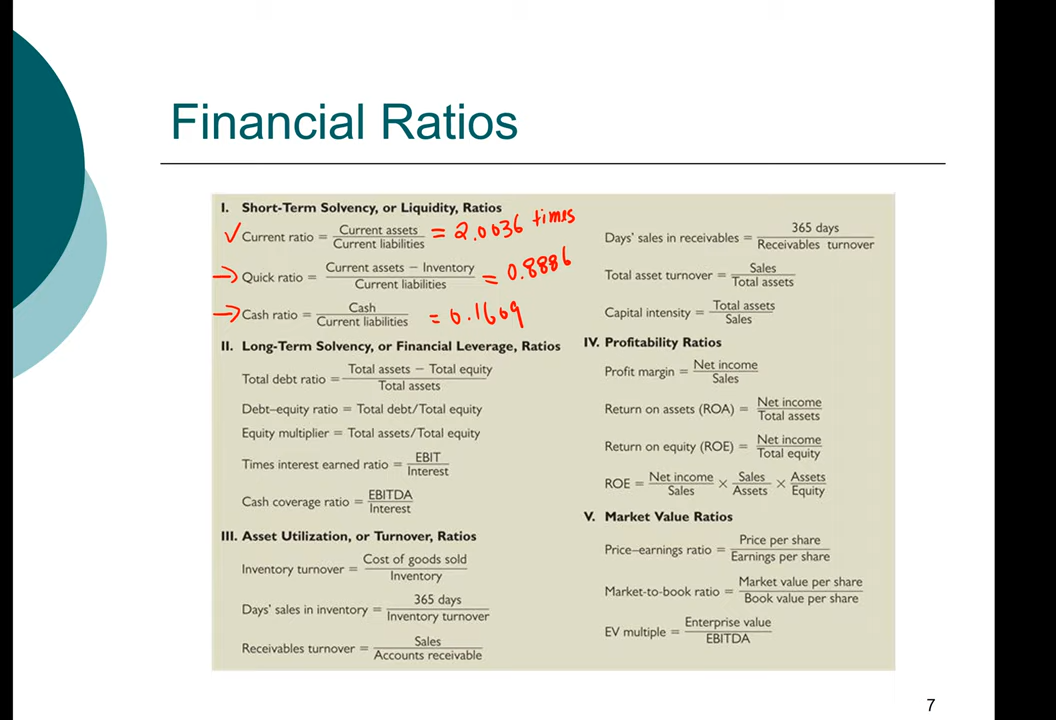 Financial Ratios
I. Short-Term Solvency, or Liquidity, Ratios
✓ Current ratio = Current assets / Current liabilities = 2.0036 times
→ Quick ratio = Current assets − Inventory / Current liabilities = 0.8886
→ Cash ratio = Cash / Current liabilities = 0.1609
II. Long-Term Solvency, or Financial Leverage, Ratios
Total debt ratio = Total assets − Total equity / Total assets
Debt–equity ratio = Total debt/Total equity
Equity multiplier = Total assets/Total equity
Times interest earned ratio = EBIT / Interest
Cash coverage ratio = EBITDA / Interest
III. Asset Utilization, or Turnover, Ratios
Inventory turnover = Cost of goods sold / Inventory
Days' sales in inventory = 365 days / Inventory turnover
Receivables turnover = Sales / Accounts receivable
Days' sales in receivables = 365 days / Receivables turnover
Total asset turnover = Sales / Total assets
Capital intensity = Total assets / Sales
IV. Profitability Ratios
Profit margin = Net income / Sales
Return on assets (ROA) = Net income / Total assets
Return on equity (ROE) = Net income / Total equity
ROE = Net income / Sales × Sales / Assets × Assets / Equity
V. Market Value Ratios
Price–earnings ratio = Price per share / Earnings per share
Market-to-book ratio = Market value per share / Book value per share
EV multiple = Enterprise value / EBITDA
7